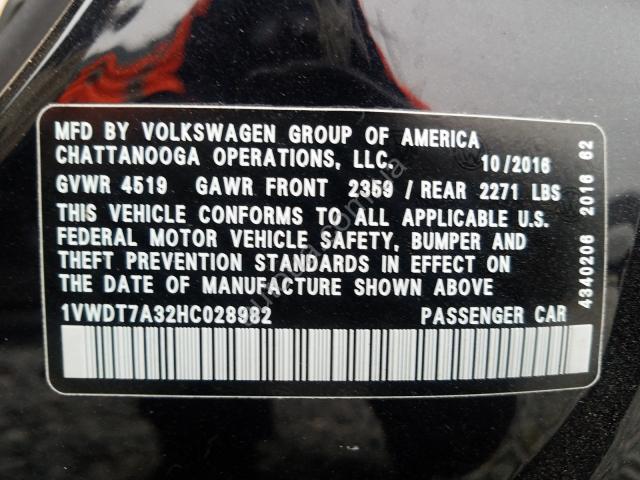 MFD BY VOLKSWAGEN GROUP OF AMERICA
CHATTANOOGA OPERATIONS, LLC. 10/2016
GVWR 4519 GAWR FRONT 2359 / REAR 2271 LBS
THIS VEHICLE CONFORMS TO ALL APPLICABLE U.S.
FEDERAL MOTOR VEHICLE SAFETY, BUMPER AND
THEFT PREVENTION STANDARDS IN EFFECT ON
THE DATE OF MANUFACTURE SHOWN ABOVE
1VWDT7A32HC028982 PASSENGER CAR
4340206 2016 62